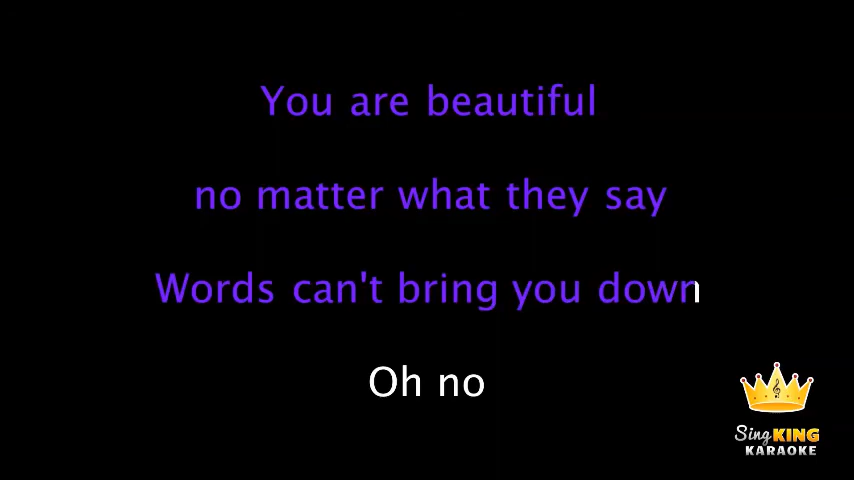 You are beautiful
no matter what they say
Words can't bring you down
Oh no
Sing KING
KARAOKE